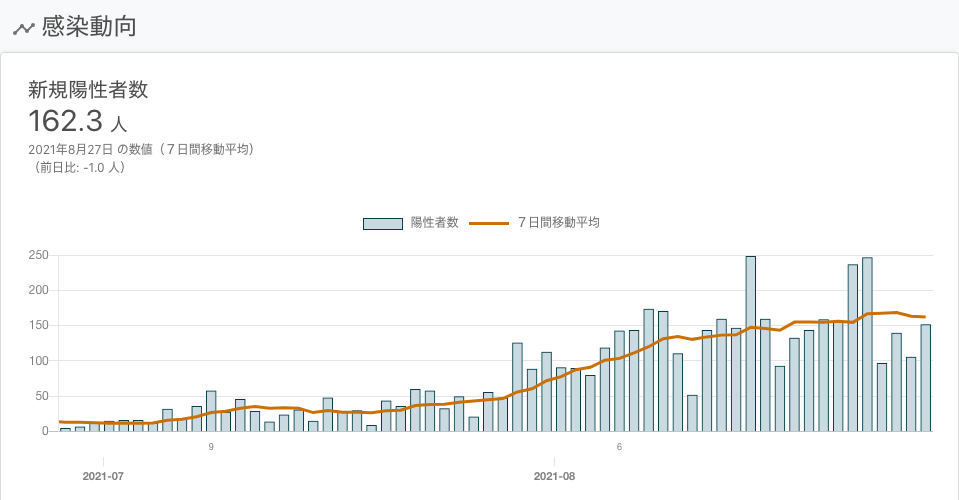 感染動向
新規陽性者数
162.3 人
2021年8月27日 の数値（７日間移動平均）
（前日比: -1.0 人）
陽性者数 ７日間移動平均
250
200
150
100
50
0
9 6
2021-07 2021-08